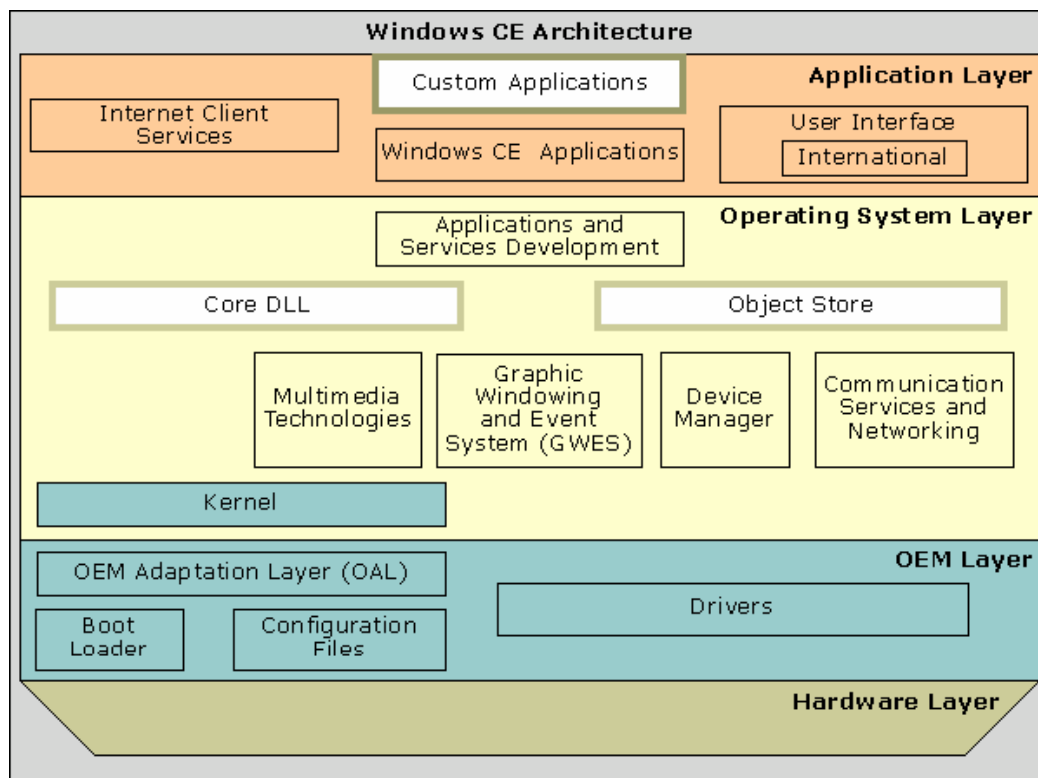 Windows CE Architecture
Application Layer
Custom Applications
Internet Client
Services
Windows CE Applications
User Interface
International
Operating System Layer
Applications and
Services Development
Core DLL
Object Store
Multimedia
Technologies
Graphic
Windowing
and Event
System (GWES)
Device
Manager
Communication
Services and
Networking
Kernel
OEM Layer
OEM Adaptation Layer (OAL)
Drivers
Boot
Loader
Configuration
Files
Hardware Layer